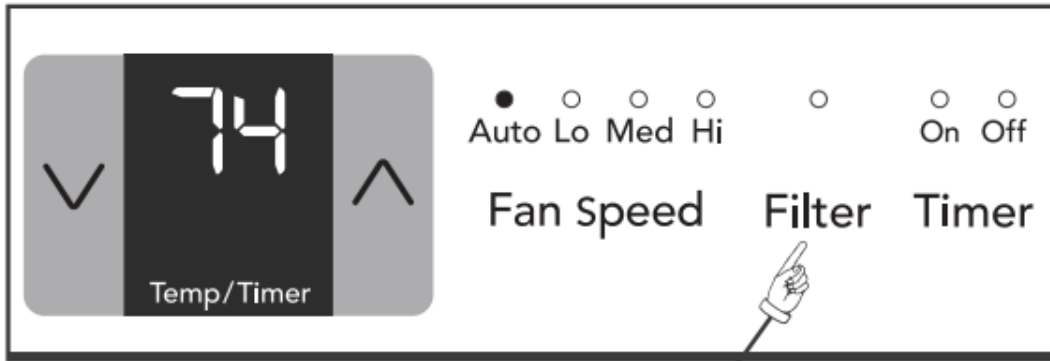 74
Temp/Timer
Auto Lo Med Hi
On Off
Fan Speed
Filter
Timer